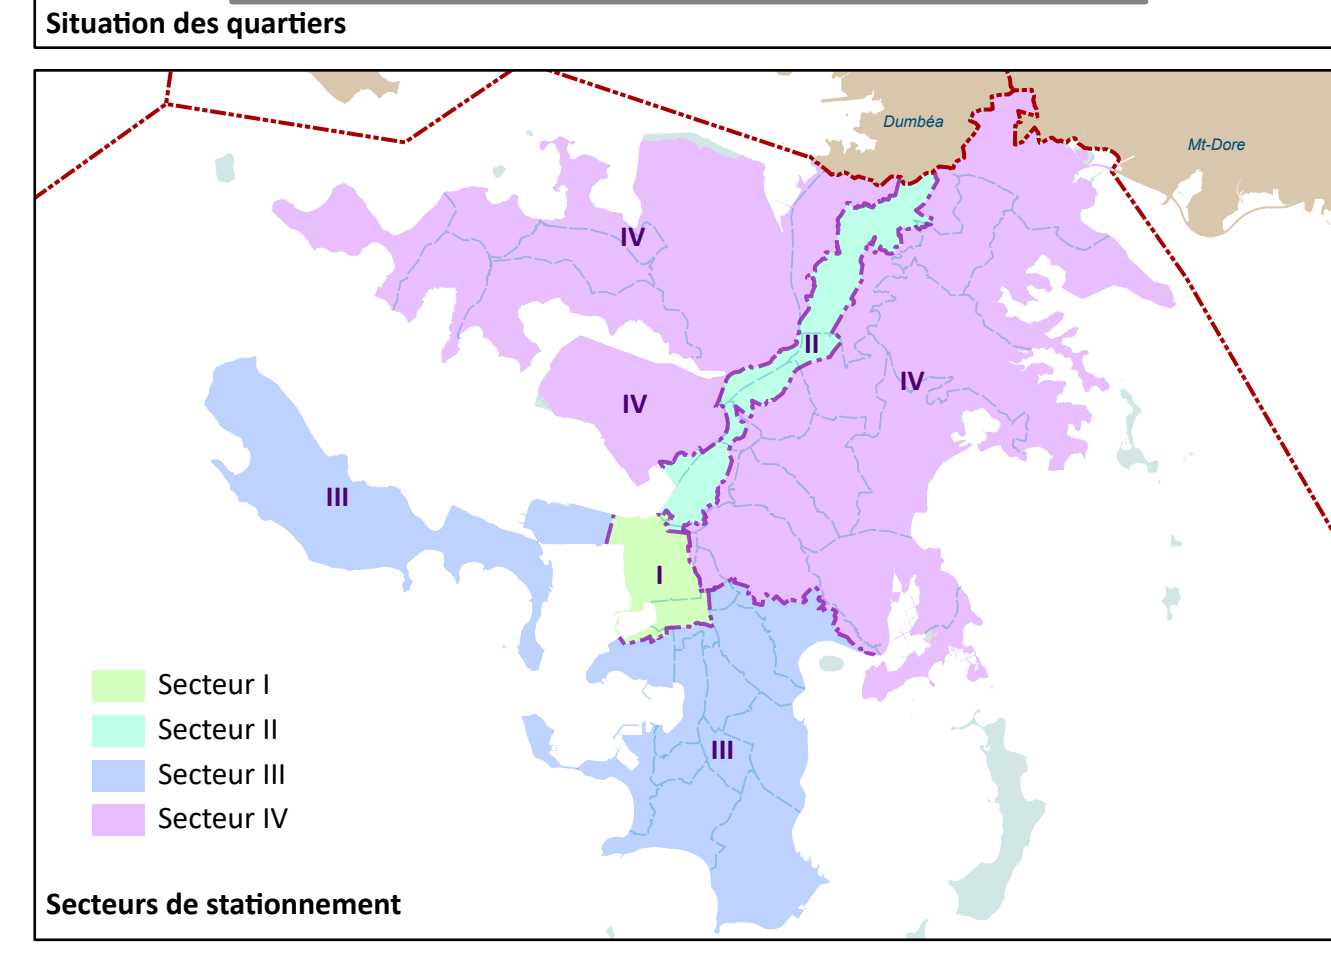 Situation des quartiers
Dumbéa
Mt-Dore
IV
II
IV
IV
III
I
III
Secteur I
Secteur II
Secteur III
Secteur IV
Secteurs de stationnement